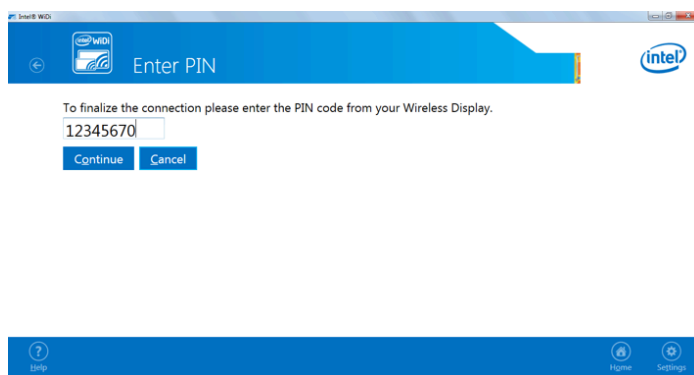 Intel® WiDi
intel WiDi
Enter PIN
intel
To finalize the connection please enter the PIN code from your Wireless Display.
12345670
Continue Cancel
?
Help
Home
Settings